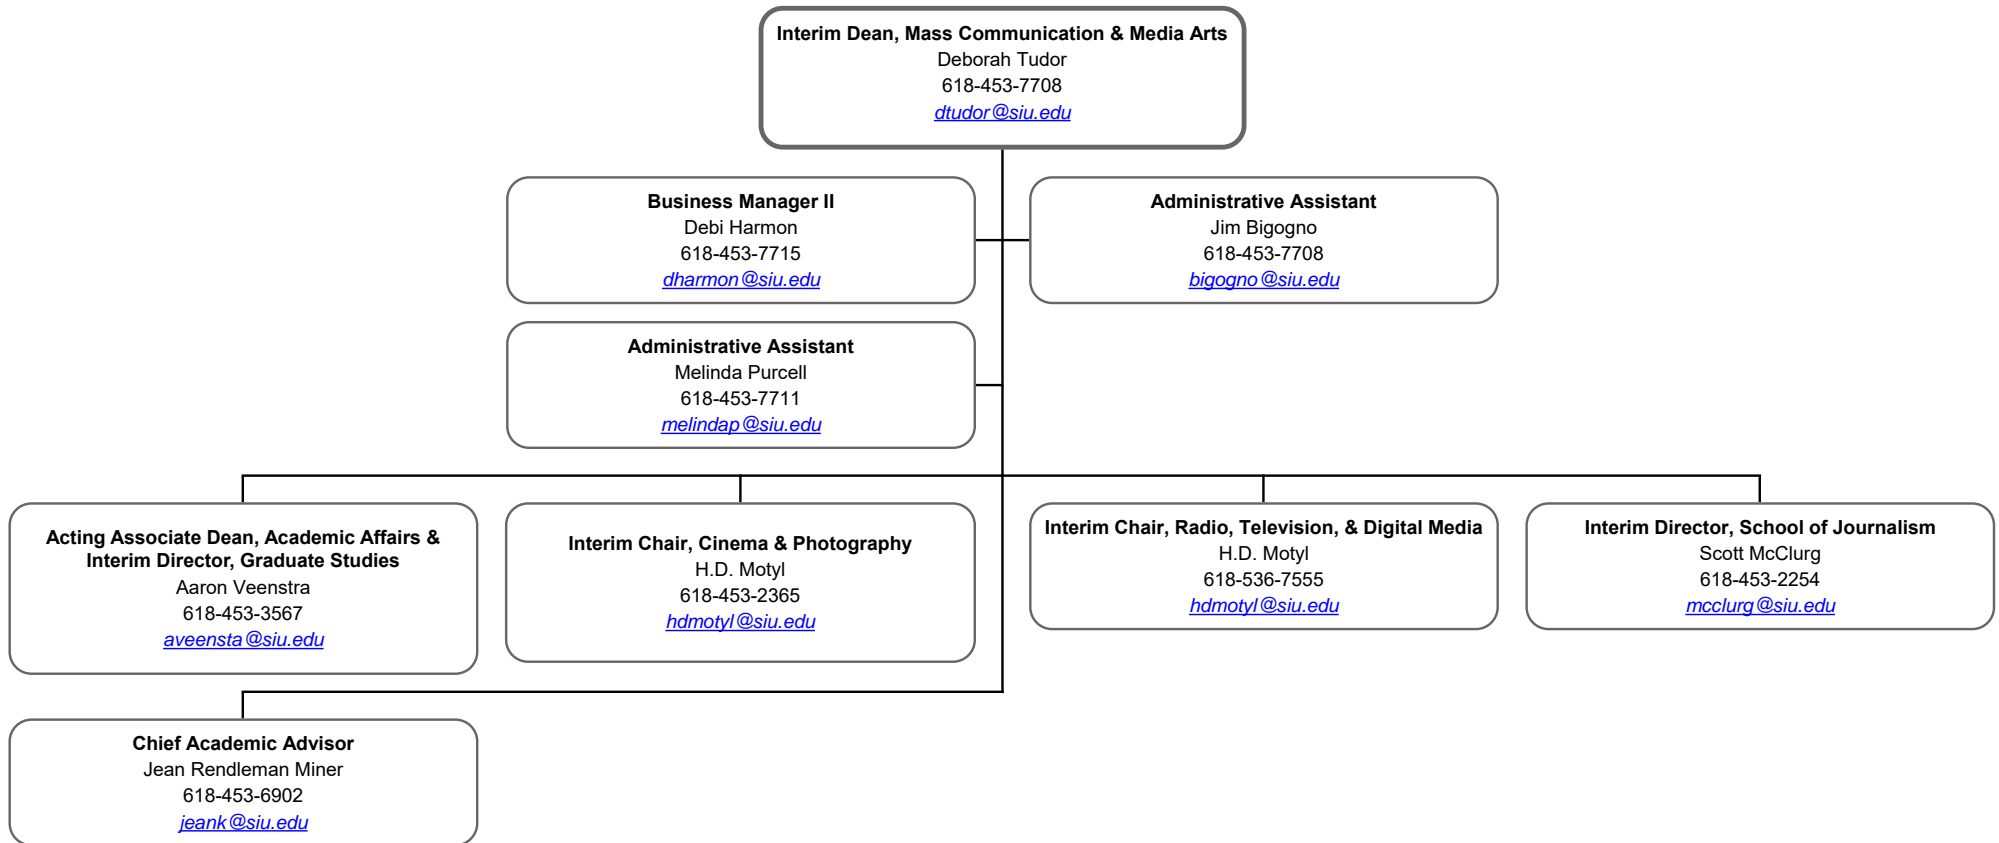 Interim Dean, Mass Communication & Media Arts
Deborah Tudor
618-453-7708
dtudor@siu.edu
Business Manager II
Debi Harmon
618-453-7715
dharmon@siu.edu
Administrative Assistant
Jim Bigogno
618-453-7708
bigogno@siu.edu
Administrative Assistant
Melinda Purcell
618-453-7711
melindap@siu.edu
Acting Associate Dean, Academic Affairs &
Interim Director, Graduate Studies
Aaron Veenstra
618-453-3567
aveensta@siu.edu
Interim Chair, Cinema & Photography
H.D. Motyl
618-453-2365
hdmotyl@siu.edu
Interim Chair, Radio, Television, & Digital Media
H.D. Motyl
618-536-7555
hdmotyl@siu.edu
Interim Director, School of Journalism
Scott McClurg
618-453-2254
mcclurg@siu.edu
Chief Academic Advisor
Jean Rendleman Miner
618-453-6902
jeank@siu.edu